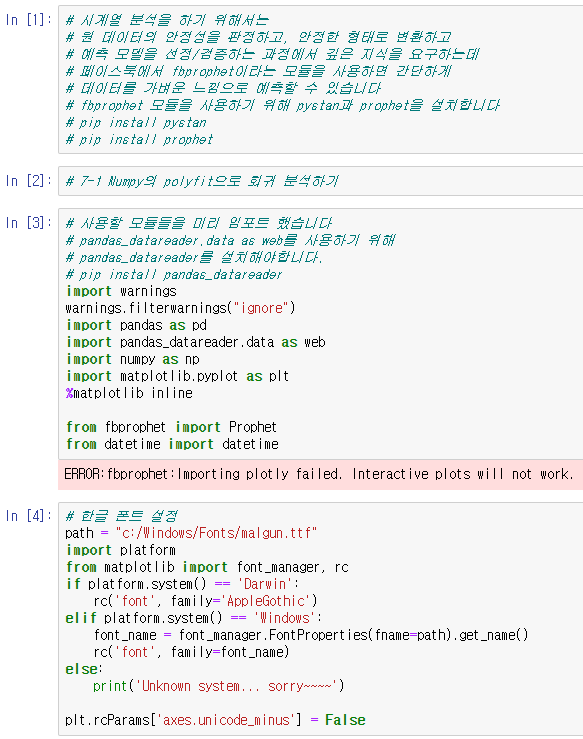 In [1]:
# 시계열 분석을 하기 위해서는
# 원 데이터의 안정성을 판정하고, 안정한 형태로 변환하고
# 예측 모델을 선정/검증하는 과정에서 깊은 지식을 요구하는데
# 페이스북에서 fbprophet이라는 모듈을 사용하면 간단하게
# 데이터를 가벼운 느낌으로 예측할 수 있습니다
# fbprophet 모듈을 사용하기 위해 pystan과 prophet을 설치합니다
# pip install pystan
# pip install prophet
In [2]:
# 7-1 Numpy의 polyfit으로 회귀 분석하기
In [3]:
# 사용할 모듈들을 미리 임포트 했습니다
# pandas_datareader.data as web를 사용하기 위해
# pandas_datareader를 설치해야합니다.
# pip install pandas_datareader
import warnings
warnings.filterwarnings("ignore")
import pandas as pd
import pandas_datareader.data as web
import numpy as np
import matplotlib.pyplot as plt
%matplotlib inline
from fbprophet import Prophet
from datetime import datetime
ERROR:fbprophet:Importing plotly failed. Interactive plots will not work.
In [4]:
# 한글 폰트 설정
path = "c:/Windows/Fonts/malgun.ttf"
import platform
from matplotlib import font_manager, rc
if platform.system() == 'Darwin':
    rc('font', family='AppleGothic')
elif platform.system() == 'Windows':
    font_name = font_manager.FontProperties(fname=path).get_name()
    rc('font', family=font_name)
else:
    print('Unknown system... sorry~~~~')
plt.rcParams['axes.unicode_minus'] = False